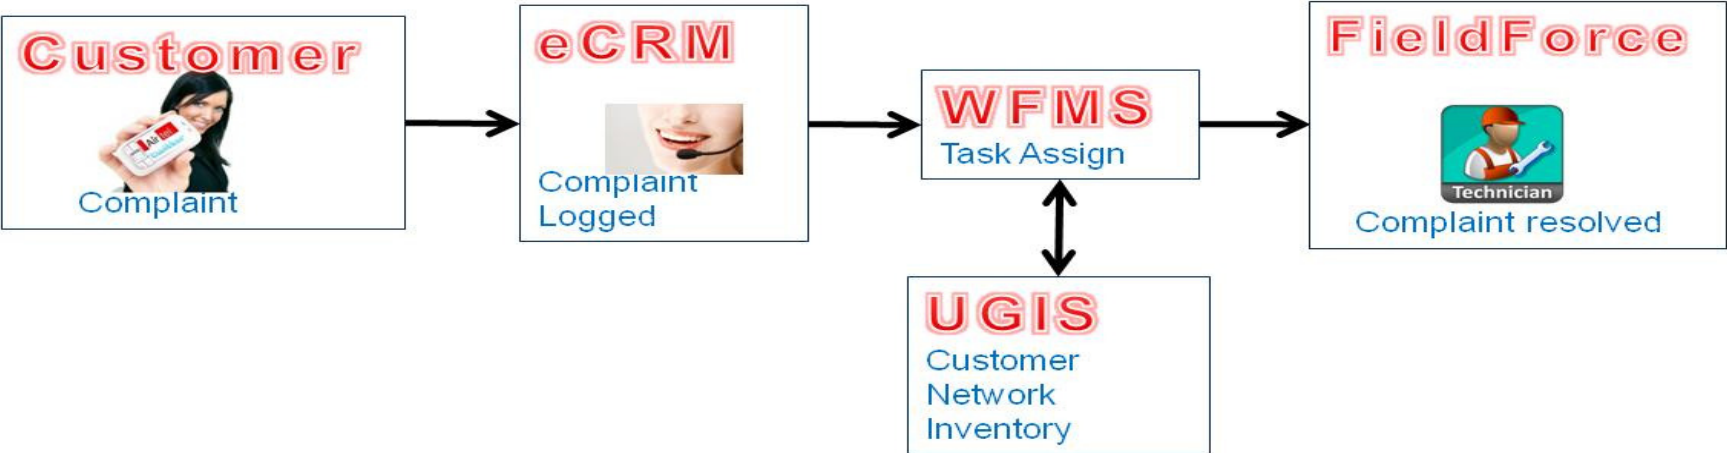 Customer
Complaint
eCRM
Complaint
Logged
WFMS
Task Assign
FieldForce
Technician
Complaint resolved
UGIS
Customer
Network
Inventory